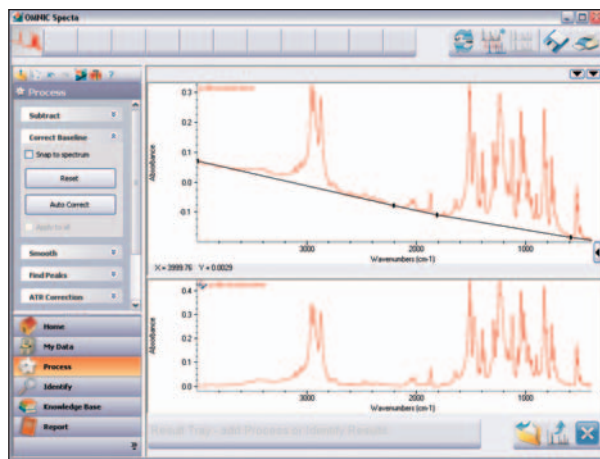 OMNIC Specta
Process
Subtract
Correct Baseline
Snap to spectrum
Reset
Auto Correct
Apply to all
Smooth
Find Peaks
ATR Correction
Home
My Data
Process
Identify
Knowledge Base
Report
0.3
0.2
0.1
0.0
-0.1
Absorbance
3000
2000
1000
Wavenumbers (cm-1)
X = 3999.76 Y = 0.0029
0.4
0.3
0.2
0.1
0.0
Absorbance
3000
2000
1000
Wavenumbers (cm-1)
Result Tray - add Process or Identify Results